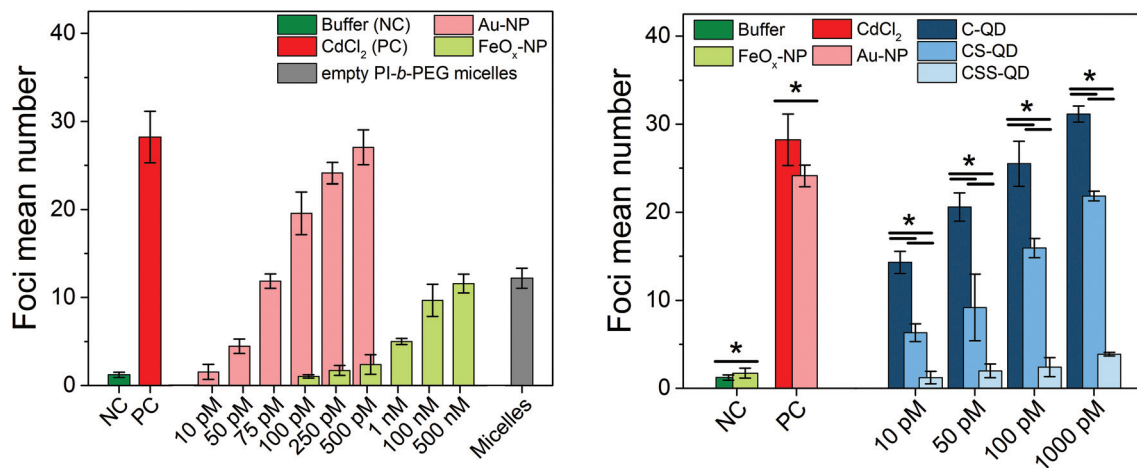 Buffer (NC)
CdCl₂ (PC)
empty PI-b-PEG micelles
Au-NP
FeOₓ-NP
Foci mean number
40
30
20
10
0
NC
PC
10 pM
50 pM
75 pM
100 pM
250 pM
500 pM
1 nM
100 nM
500 nM
Micelles
Buffer
FeOₓ-NP
CdCl₂
Au-NP
C-QD
CS-QD
CSS-QD
Foci mean number
40
30
20
10
0
*
*
*
*
*
*
NC
PC
10 pM
50 pM
100 pM
1000 pM